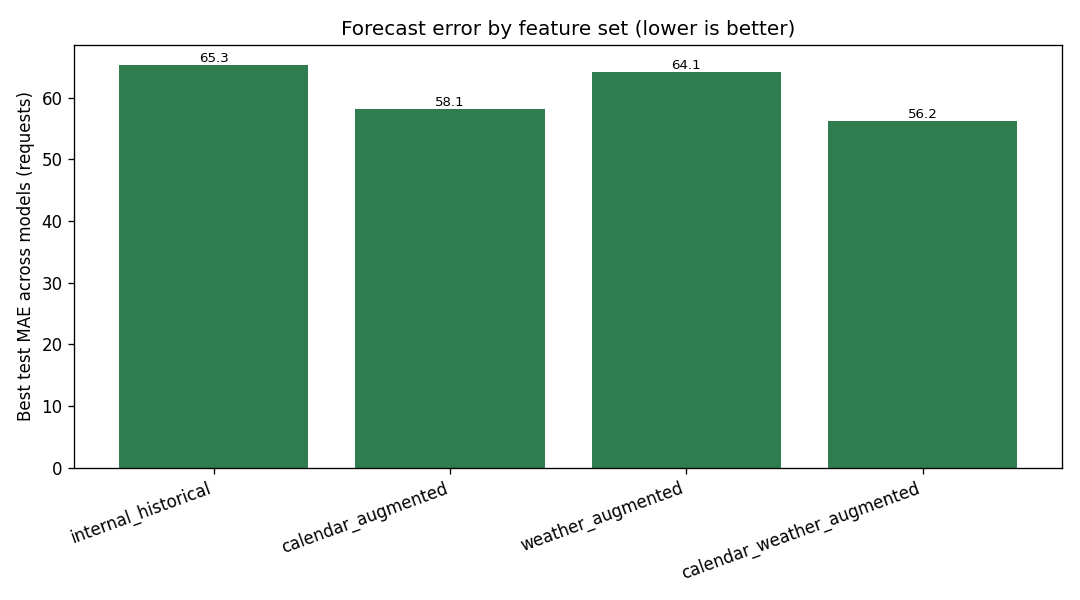 Forecast error by feature set (lower is better)
Best test MAE across models (requests)
60
50
40
30
20
10
0
65.3
58.1
64.1
56.2
internal_historical
calendar_augmented
weather_augmented
calendar_weather_augmented